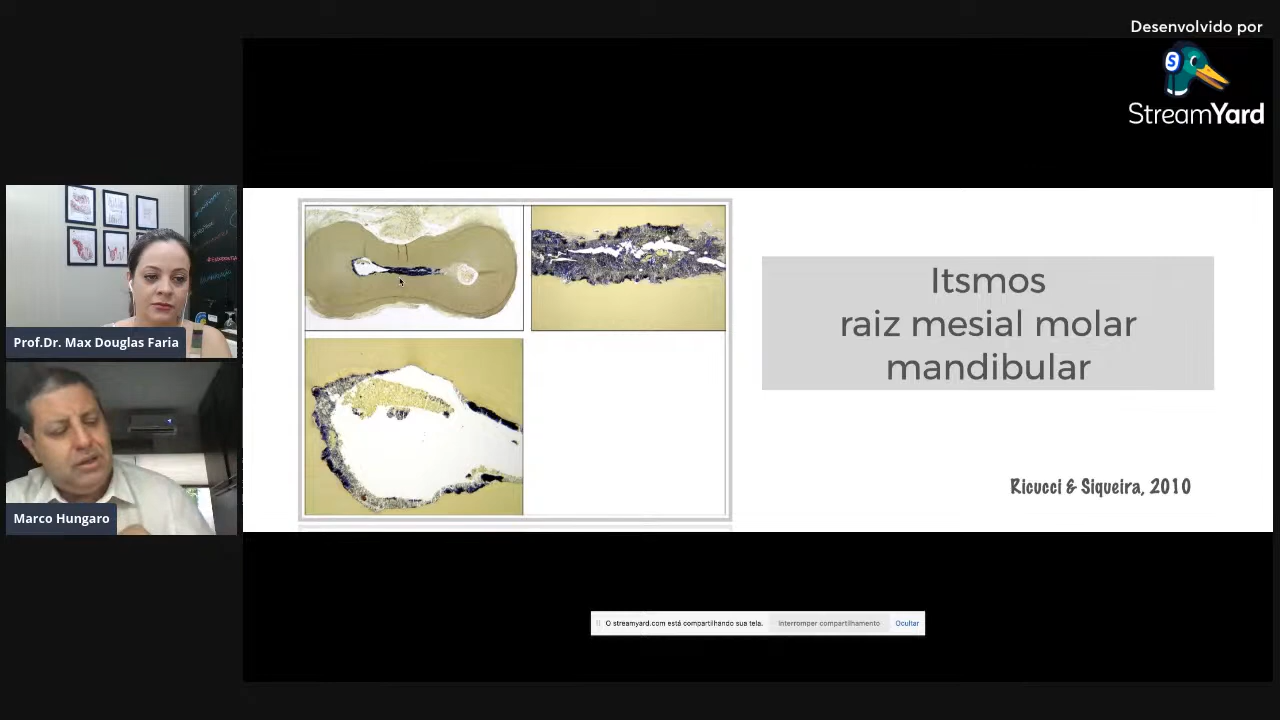 Desenvolvido por
StreamYard
Itsmos
raiz mesial molar
mandibular
Ricucci & Siqueira, 2010
Prof.Dr. Max Douglas Faria
Marco Hungaro
O streamyard.com está compartilhando sua tela.
Interromper compartilhamento
Ocultar